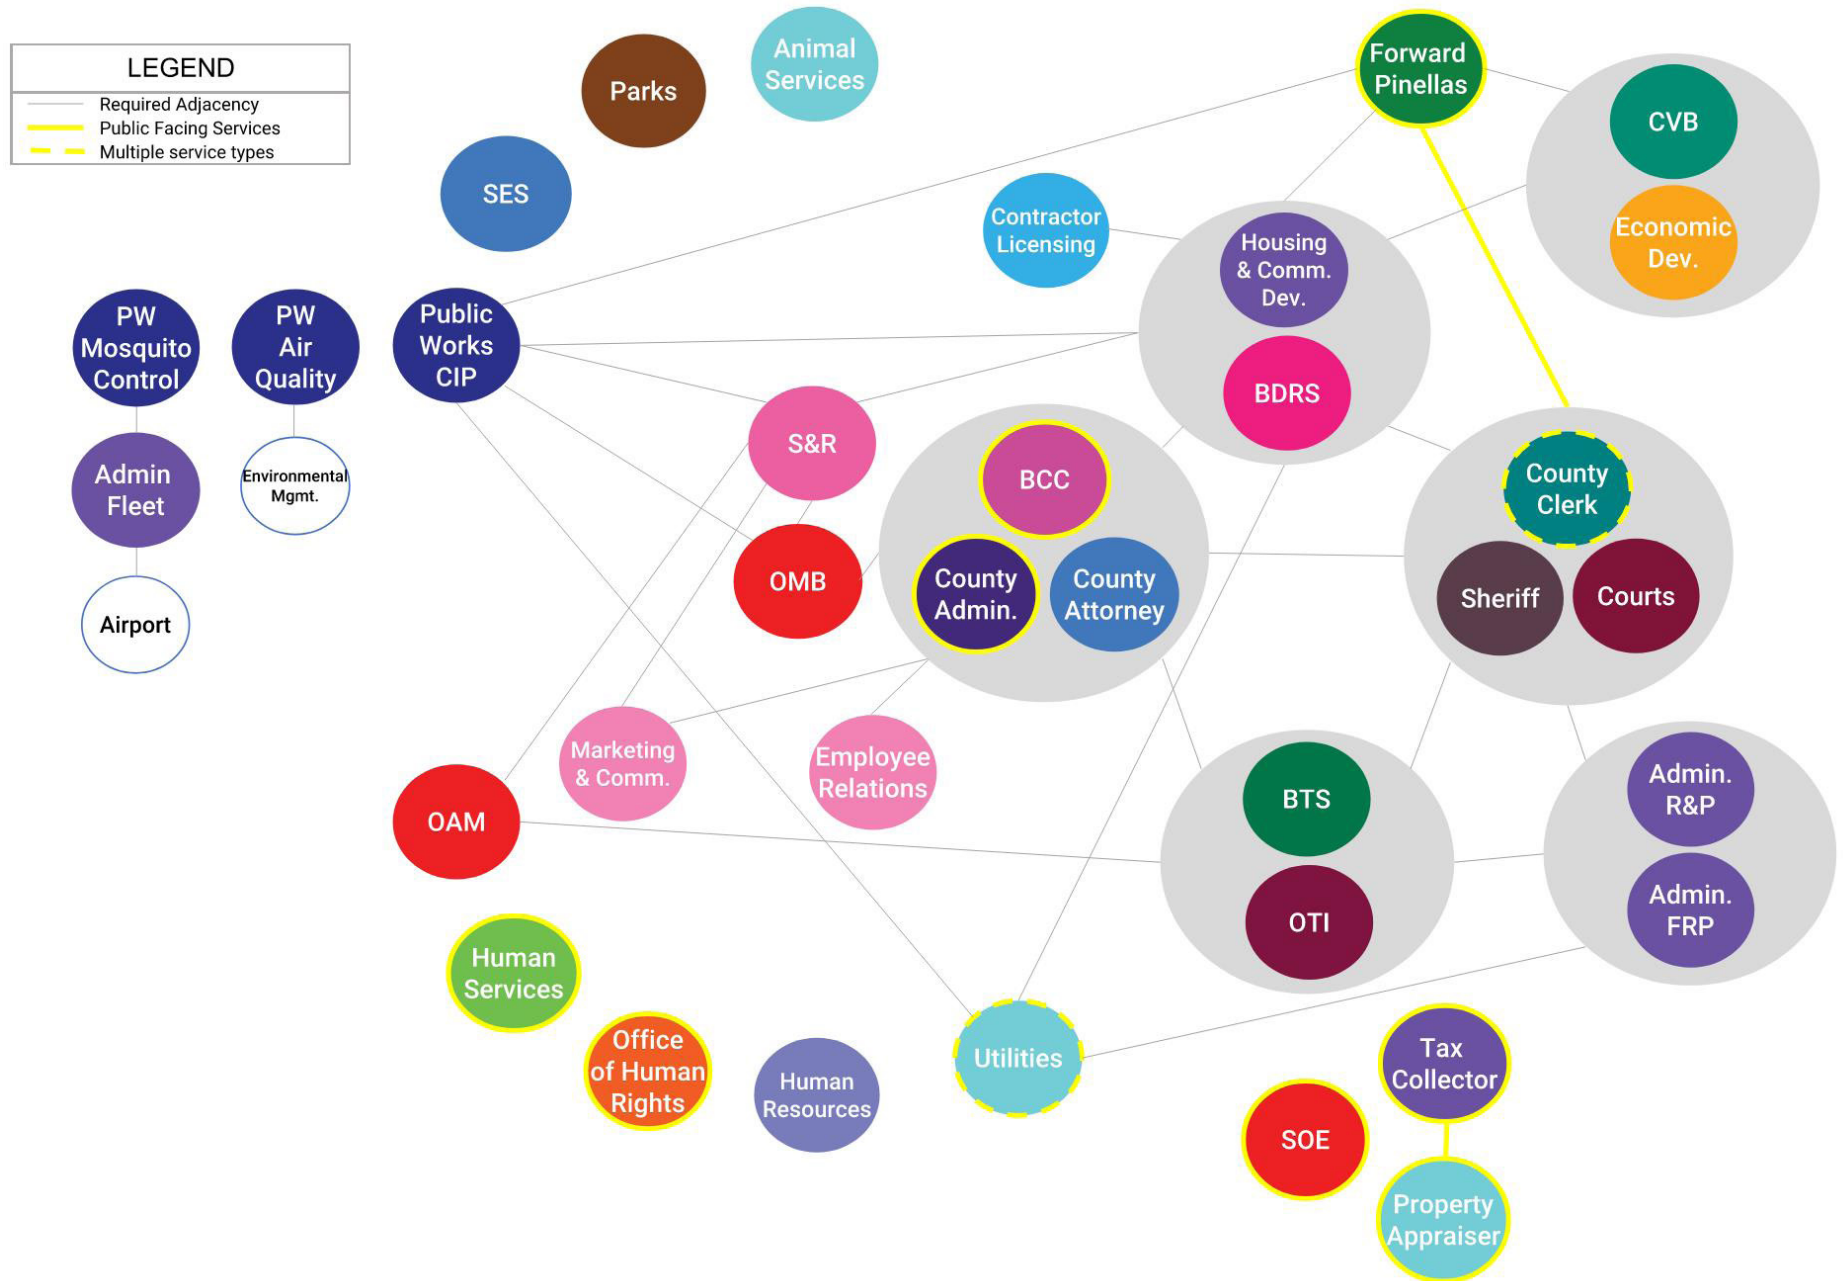 LEGEND
Required Adjacency
Public Facing Services
Multiple service types
Parks
Animal
Services
SES
Forward
Pinellas
CVB
Economic
Dev.
Contractor
Licensing
Housing
& Comm.
Dev.
BDRS
PW
Mosquito
Control
PW
Air
Quality
Public
Works
CIP
Admin
Fleet
Environmental
Mgmt.
Airport
S&R
OMB
BCC
County
Admin.
County
Attorney
County
Clerk
Sheriff
Courts
Marketing
& Comm.
Employee
Relations
OAM
BTS
OTI
Admin.
R&P
Admin.
FRP
Human
Services
Office
of Human
Rights
Human
Resources
Utilities
SOE
Tax
Collector
Property
Appraiser